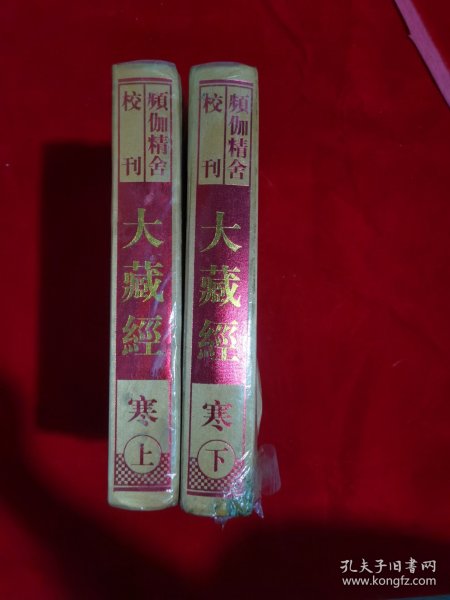 頻伽精舍
校刊
大藏經
寒
上
頻伽精舍
校刊
大藏經
寒
下
孔夫子旧书网
www.kongfz.com